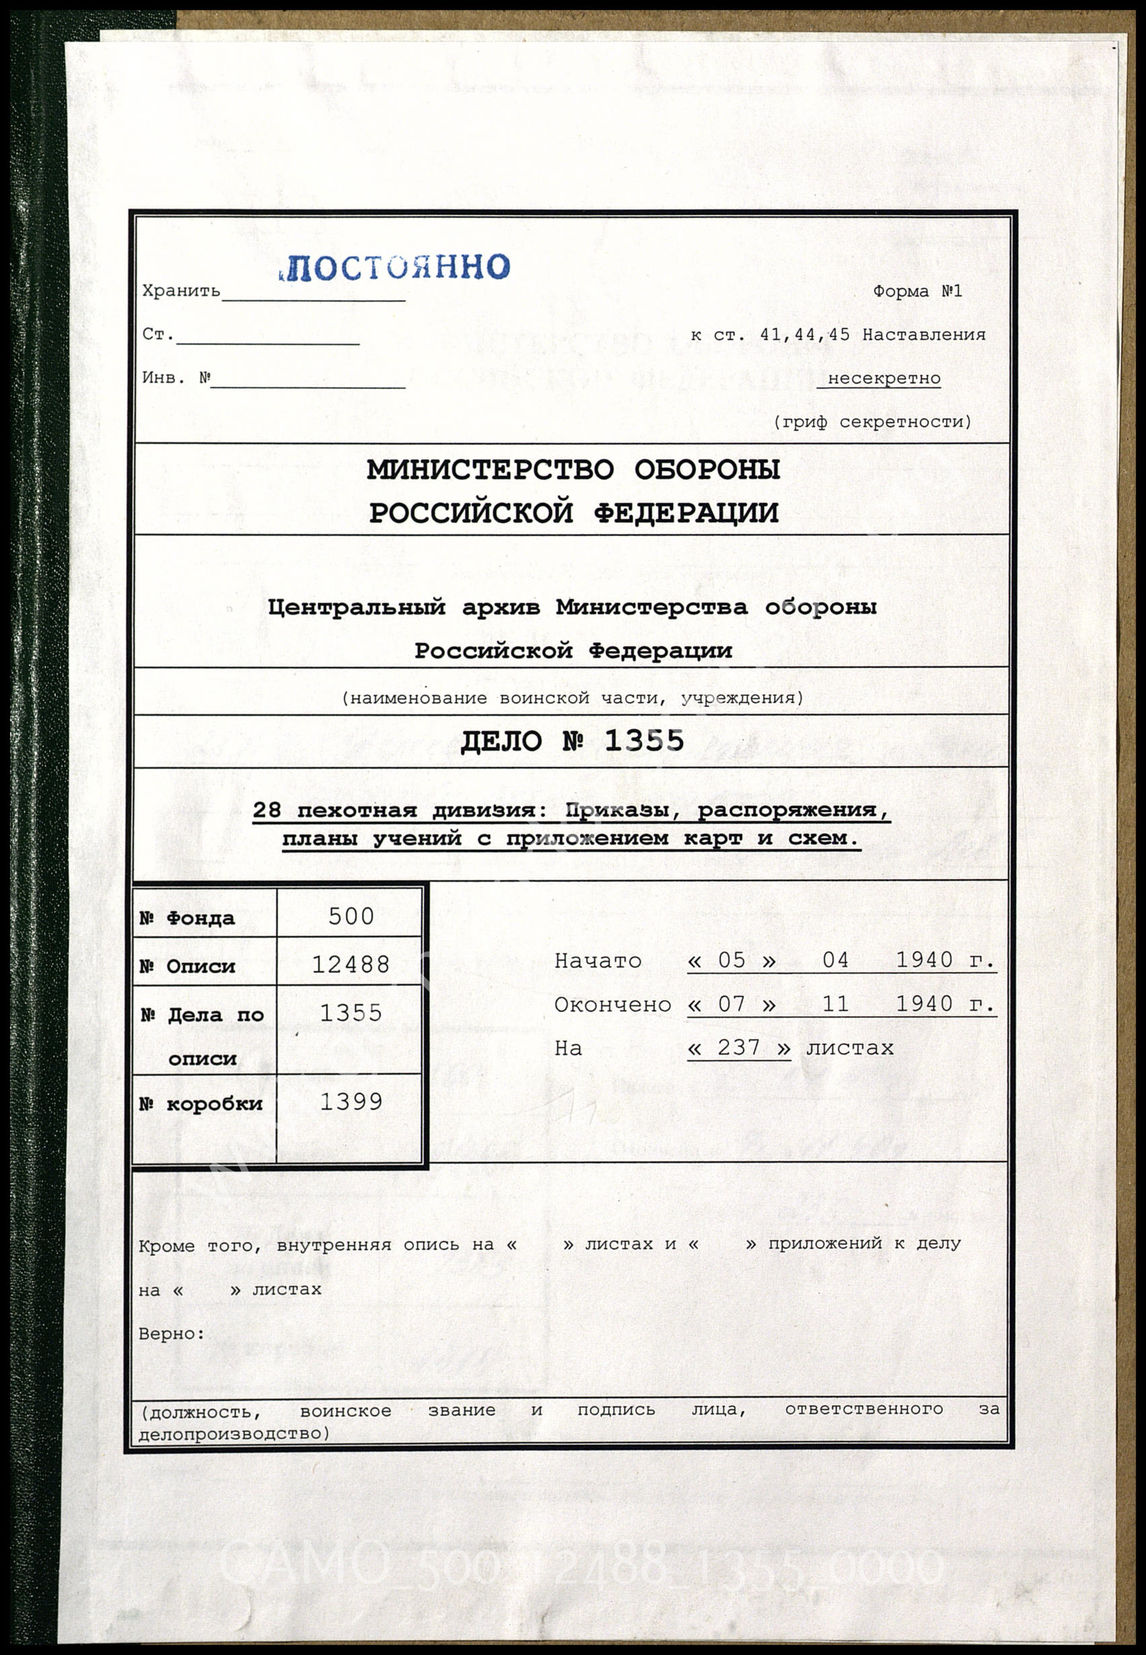 ПОСТОЯННО
Хранить
Форма №1
Ст.
к ст. 41,44,45 Наставления
Инв. №
несекретно
(гриф секретности)
МИНИСТЕРСТВО ОБОРОНЫ
РОССИЙСКОЙ ФЕДЕРАЦИИ
Центральный архив Министерства обороны
Российской Федерации
(наименование воинской части, учреждения)
ДЕЛО № 1355
28 пехотная дивизия: Приказы, распоряжения,
планы учений с приложением карт и схем.
№ Фонда 500
№ Описи 12488
№ Дела по 1355
описи
№ коробки 1399
Начато « 05 » 04 1940 г.
Окончено « 07 » 11 1940 г.
На « 237 » листах
Кроме того, внутренняя опись на « » листах и « » приложений к делу
на « » листах
Верно:
(должность, воинское звание и подпись лица, ответственного за
делопроизводство)
CAMO_500_12488_1355_0000